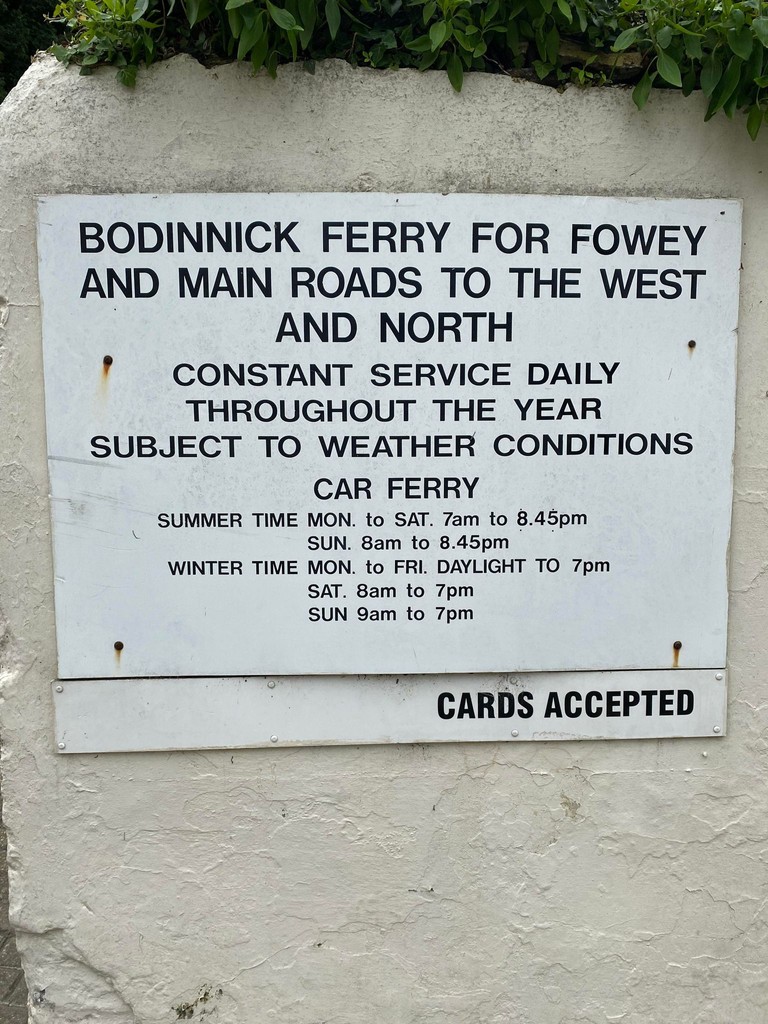 BODINNICK FERRY FOR FOWEY
AND MAIN ROADS TO THE WEST
AND NORTH
CONSTANT SERVICE DAILY
THROUGHOUT THE YEAR
SUBJECT TO WEATHER CONDITIONS
CAR FERRY
SUMMER TIME MON. to SAT. 7am to 8.45pm
SUN. 8am to 8.45pm
WINTER TIME MON. to FRI. DAYLIGHT TO 7pm
SAT. 8am to 7pm
SUN 9am to 7pm
CARDS ACCEPTED